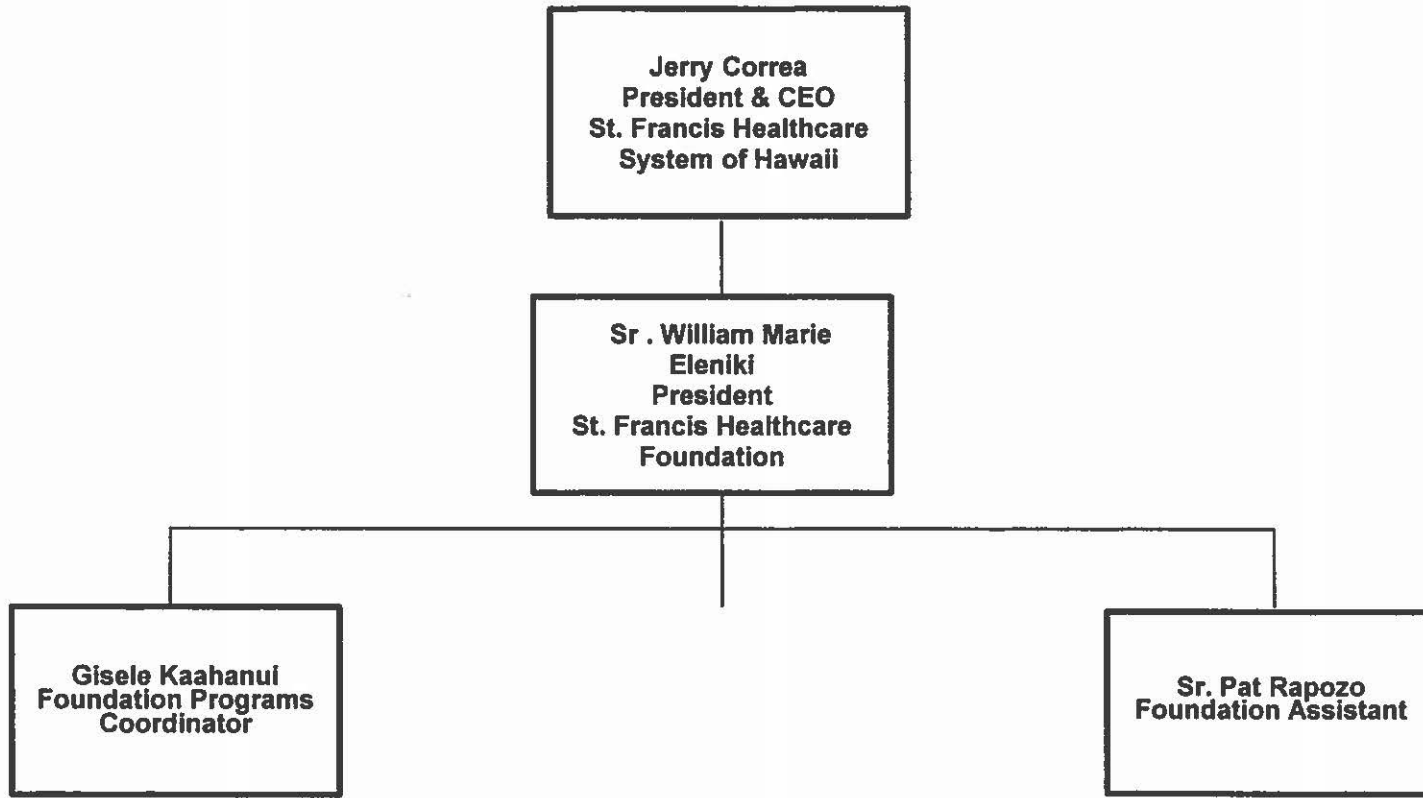 Jerry Correa
President & CEO
St. Francis Healthcare
System of Hawaii
Sr . William Marie
Eleniki
President
St. Francis Healthcare
Foundation
Gisele Kaahanui
Foundation Programs
Coordinator
Sr. Pat Rapozo
Foundation Assistant